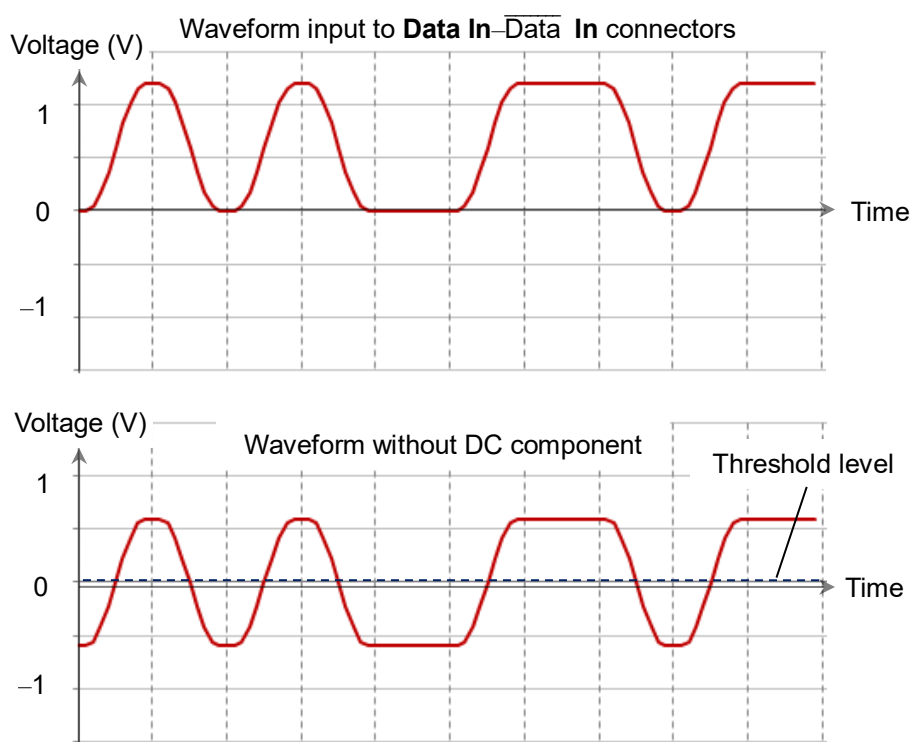 Waveform input to Data In–Data In connectors
Voltage (V)
1
0
Time
–1
Voltage (V)
Waveform without DC component
Threshold level
1
0
Time
–1